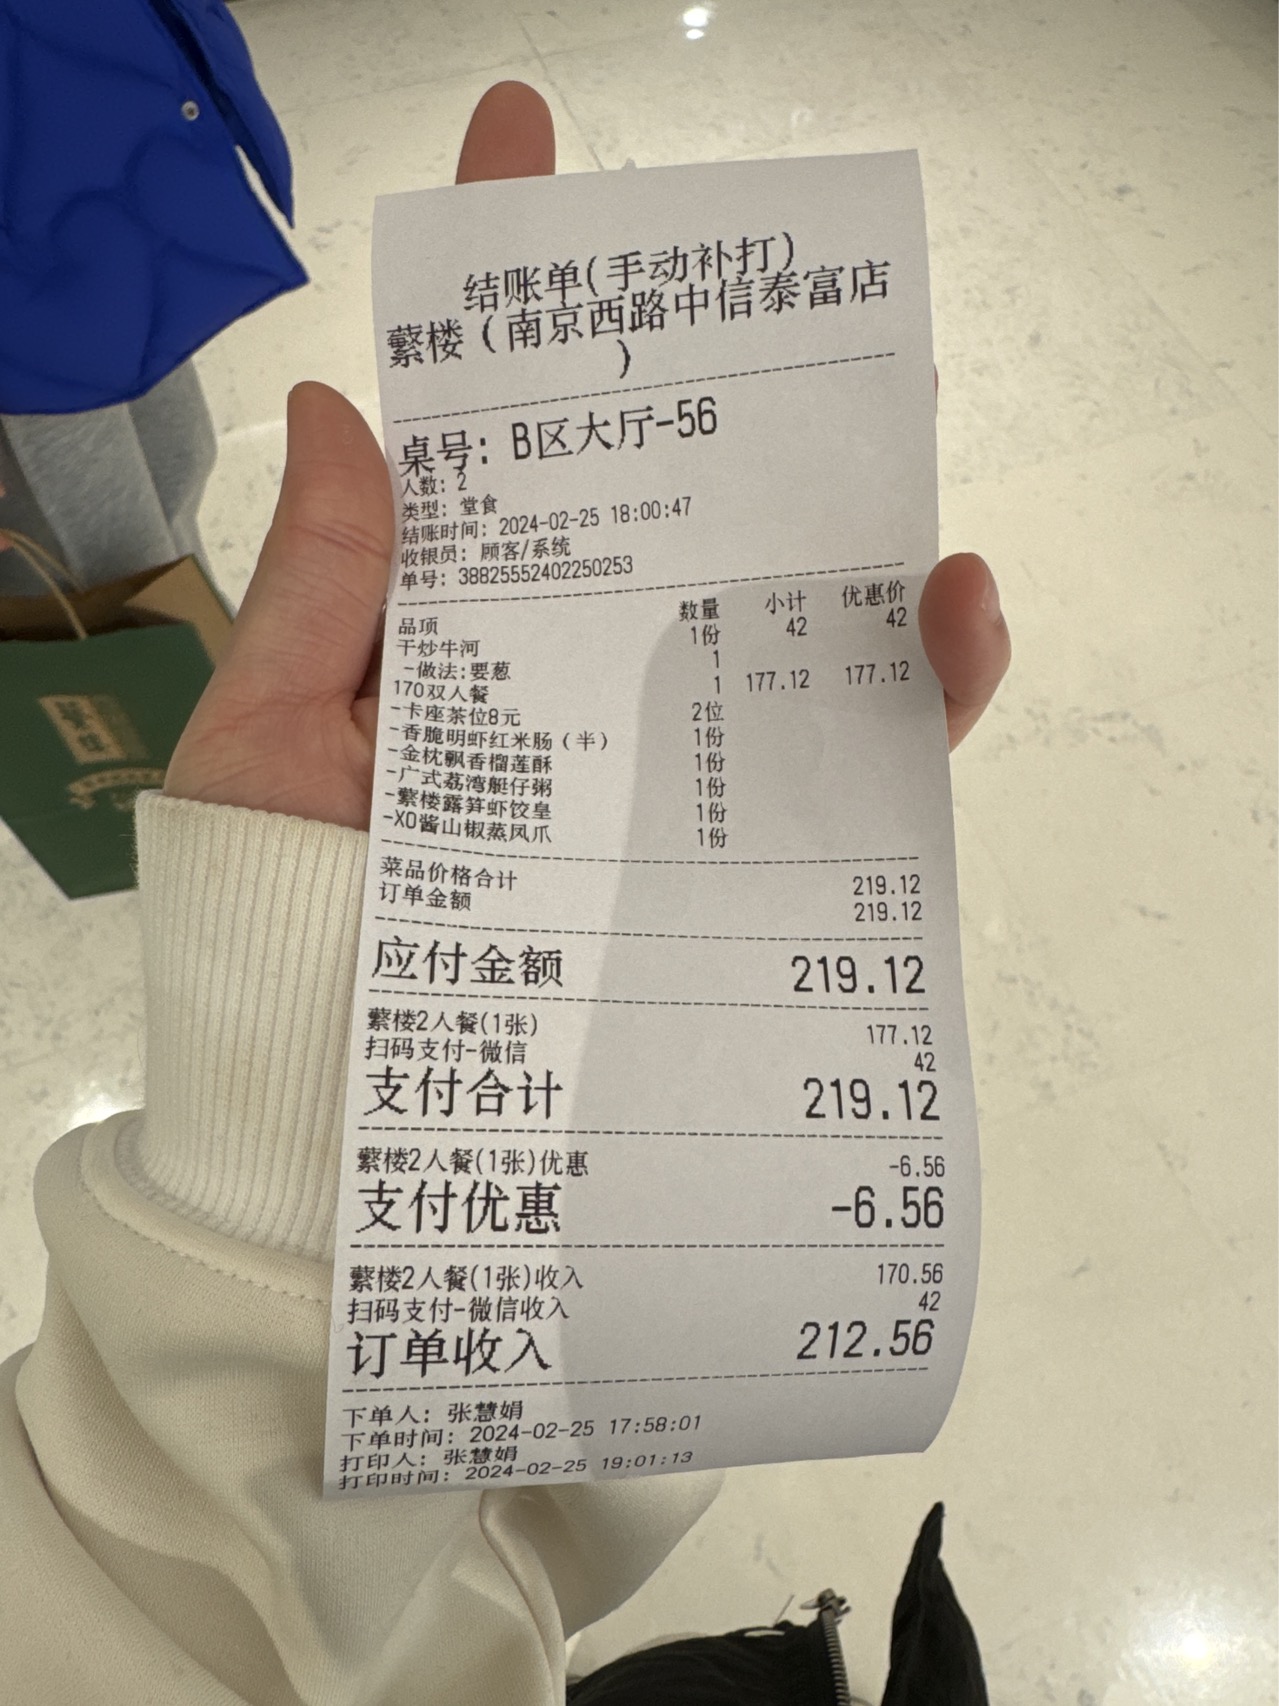 结账单(手动补打)
蘩楼（南京西路中信泰富店
）
桌号: B区大厅-56
人数: 2
类型: 堂食
结账时间: 2024-02-25 18:00:47
收银员: 顾客/系统
单号: 38825552402250253
品项 数量 小计 优惠价
干炒牛河 1份 42 42
-做法:要葱 1
170双人餐 1 177.12 177.12
-卡座茶位8元 2位
-香脆明虾红米肠（半） 1份
-金枕飘香榴莲酥 1份
-广式荔湾艇仔粥 1份
-蘩楼露笋虾饺皇 1份
-XO酱山椒蒸凤爪 1份
菜品价格合计 219.12
订单金额 219.12
应付金额 219.12
蘩楼2人餐(1张) 177.12
扫码支付-微信 42
支付合计 219.12
蘩楼2人餐(1张)优惠 -6.56
支付优惠 -6.56
蘩楼2人餐(1张)收入 170.56
扫码支付-微信收入 42
订单收入 212.56
下单人: 张慧娟
下单时间: 2024-02-25 17:58:01
打印人: 张慧娟
打印时间: 2024-02-25 19:01:13